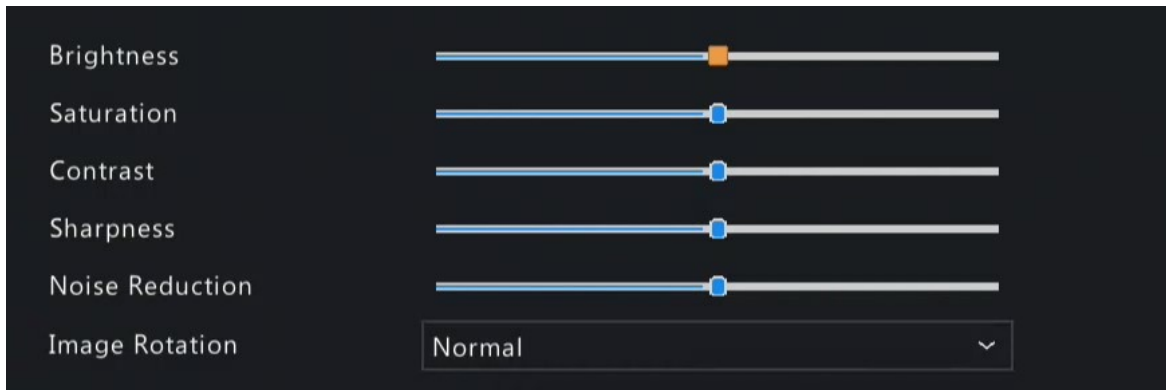 Brightness
Saturation
Contrast
Sharpness
Noise Reduction
Image Rotation Normal